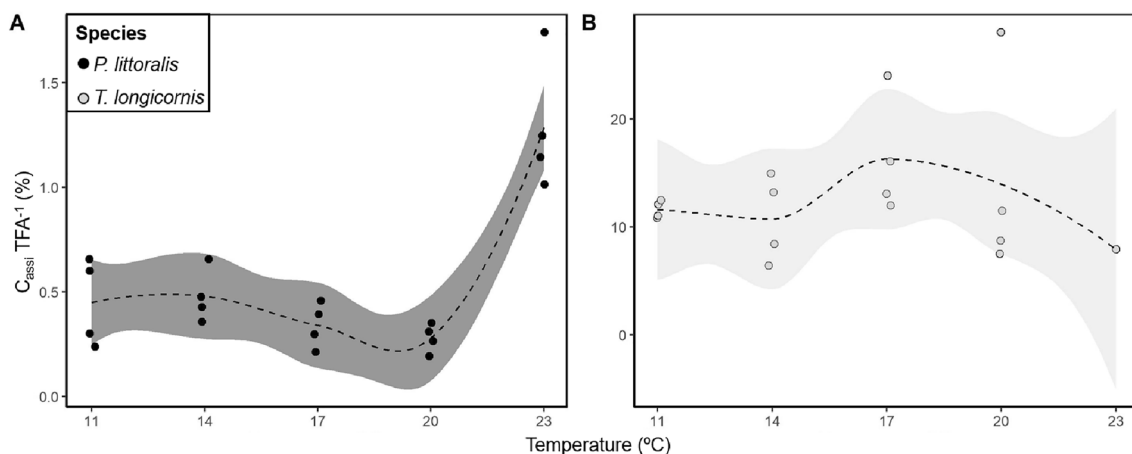 A
Species
P. littoralis
T. longicornis
B
C_assi TFA⁻¹ (%)
1.5
1.0
0.5
0.0
20
10
0
11 14 17 20 23
11 14 17 20 23
Temperature (ºC)